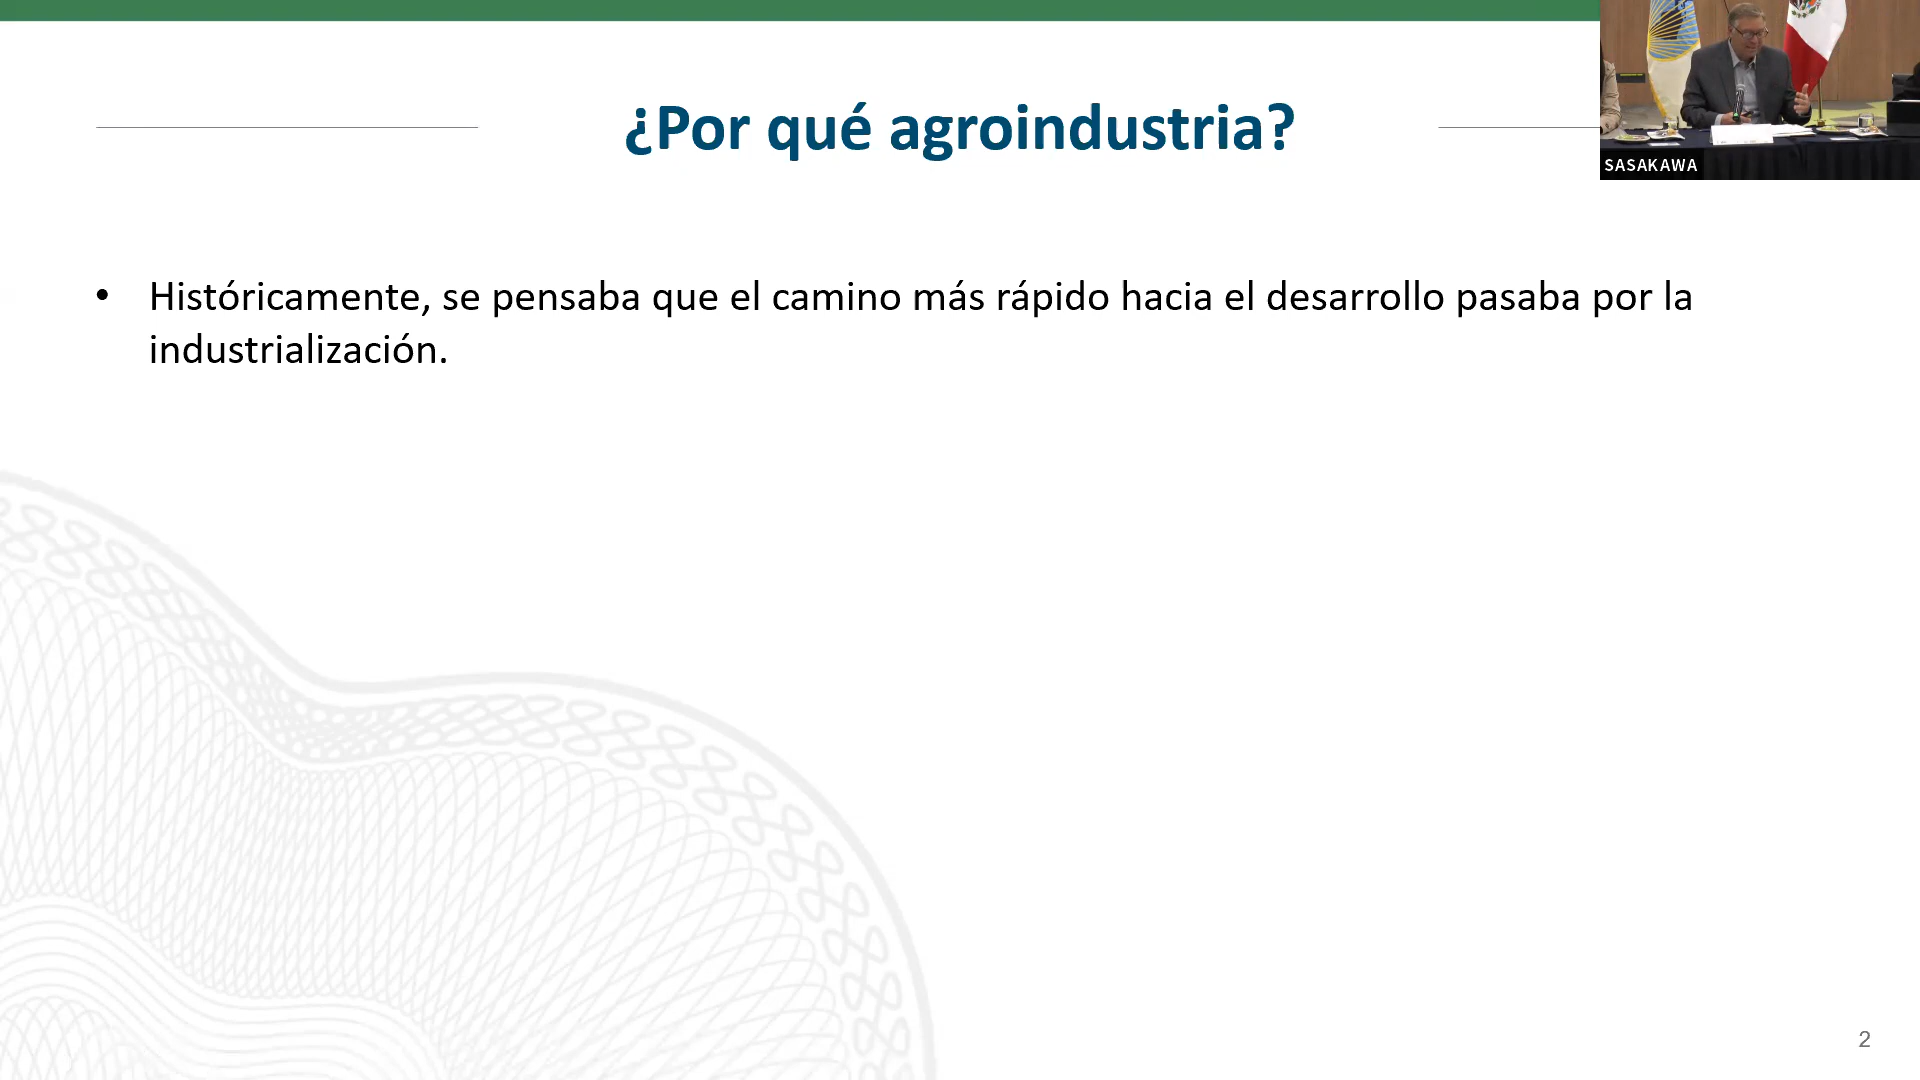 ¿Por qué agroindustria?
SASAKAWA
• Históricamente, se pensaba que el camino más rápido hacia el desarrollo pasaba por la
industrialización.
2